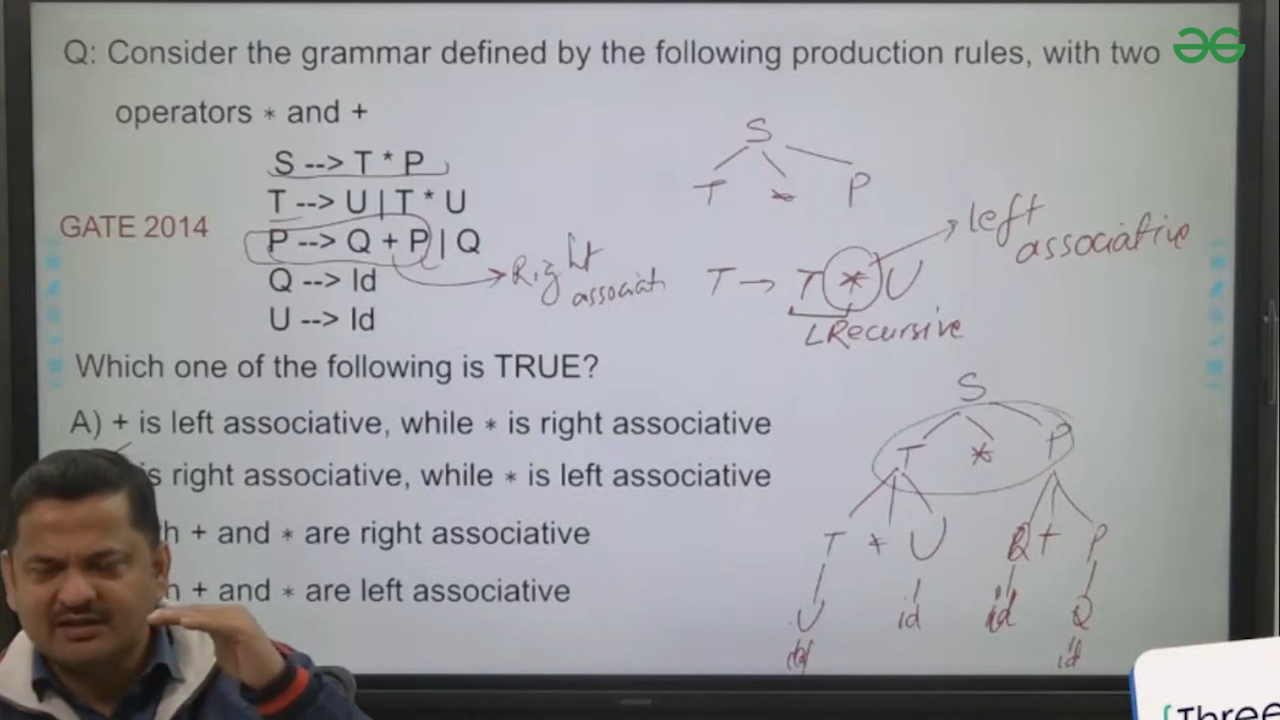 Q: Consider the grammar defined by the following production rules, with two
operators * and +
S --> T * P
T --> U | T * U
GATE 2014
P --> Q + P | Q
Q --> Id
U --> Id
Which one of the following is TRUE?
A) + is left associative, while * is right associative
is right associative, while * is left associative
h + and * are right associative
+ and * are left associative
S
T * P
left
associative
Right
associati
T → T * U
LRecursive
S
T * P
T * U Q + P
U id id Q
id
{Three